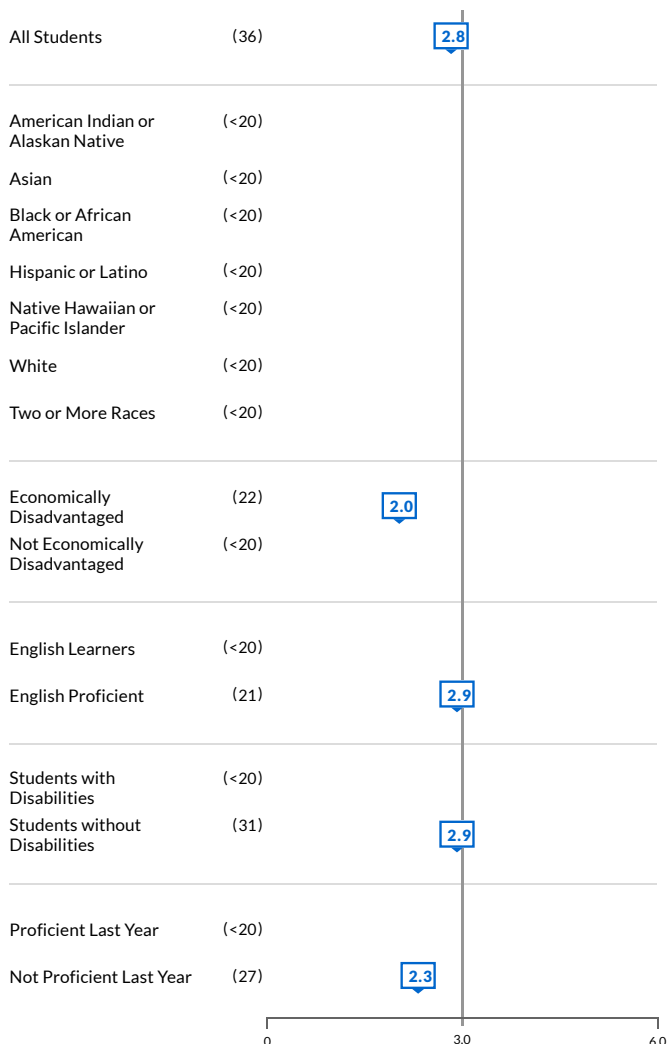 All Students (36) 2.8
American Indian or (<20)
Alaskan Native
Asian (<20)
Black or African (<20)
American
Hispanic or Latino (<20)
Native Hawaiian or (<20)
Pacific Islander
White (<20)
Two or More Races (<20)
Economically (22) 2.0
Disadvantaged
Not Economically (<20)
Disadvantaged
English Learners (<20)
English Proficient (21) 2.9
Students with (<20)
Disabilities
Students without (31) 2.9
Disabilities
Proficient Last Year (<20)
Not Proficient Last Year (27) 2.3
0 3.0 6.0